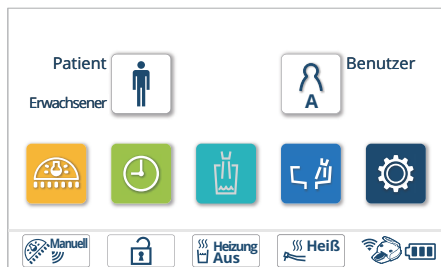 Patient
Benutzer
Erwachsener
A
Manuell
Heizung
Aus
Heiß